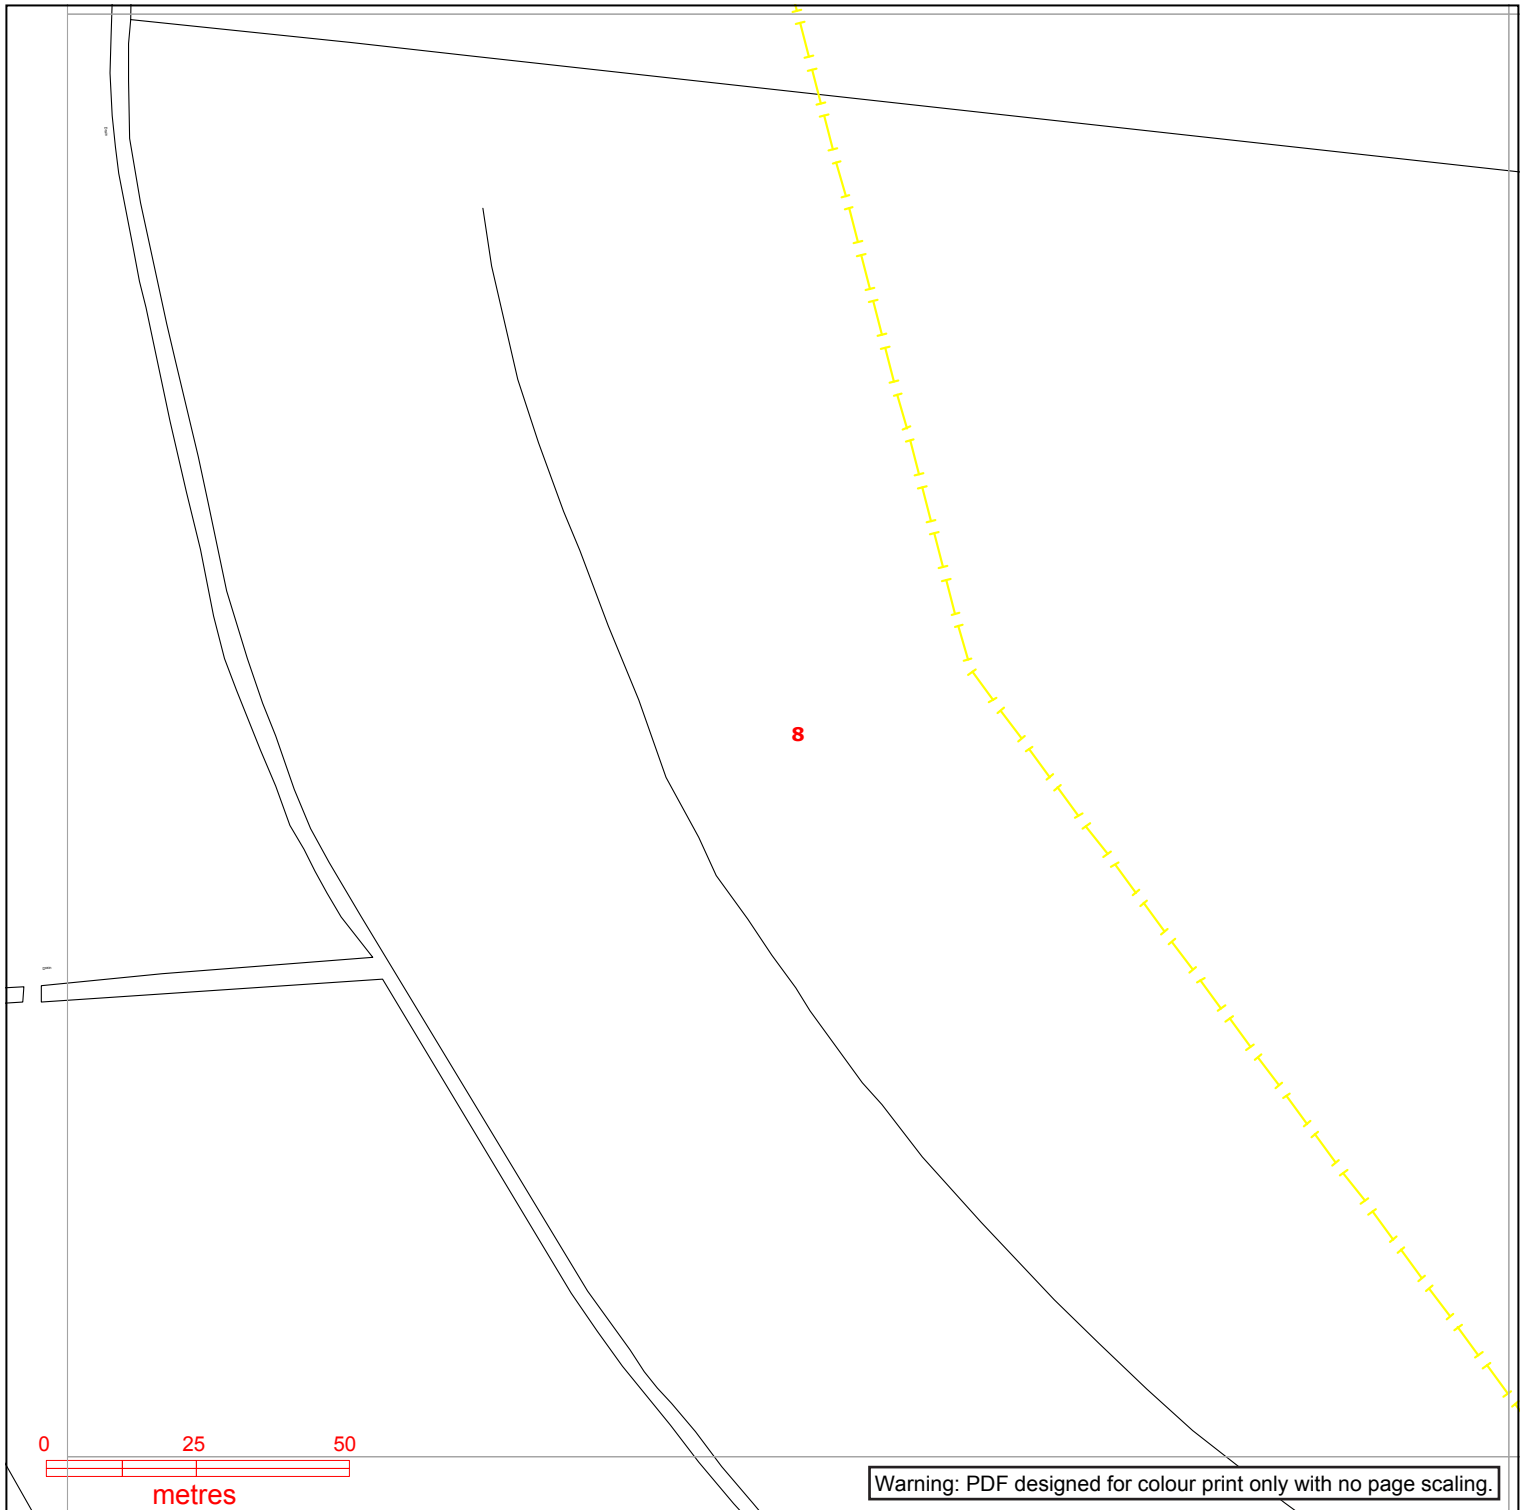 8
0 25 50
metres
Warning: PDF designed for colour print only with no page scaling.